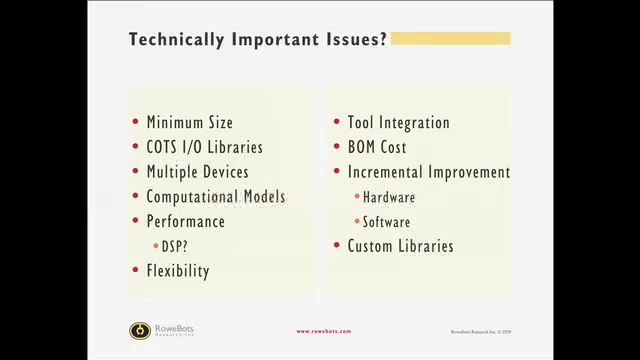 Technically Important Issues?
Minimum Size
COTS I/O Libraries
Multiple Devices
Computational Models
Performance
DSP?
Flexibility
Tool Integration
BOM Cost
Incremental Improvement
Hardware
Software
Custom Libraries
RoweBots
Research Inc.
www.rowebots.com
RoweBots Research Inc. © 2009